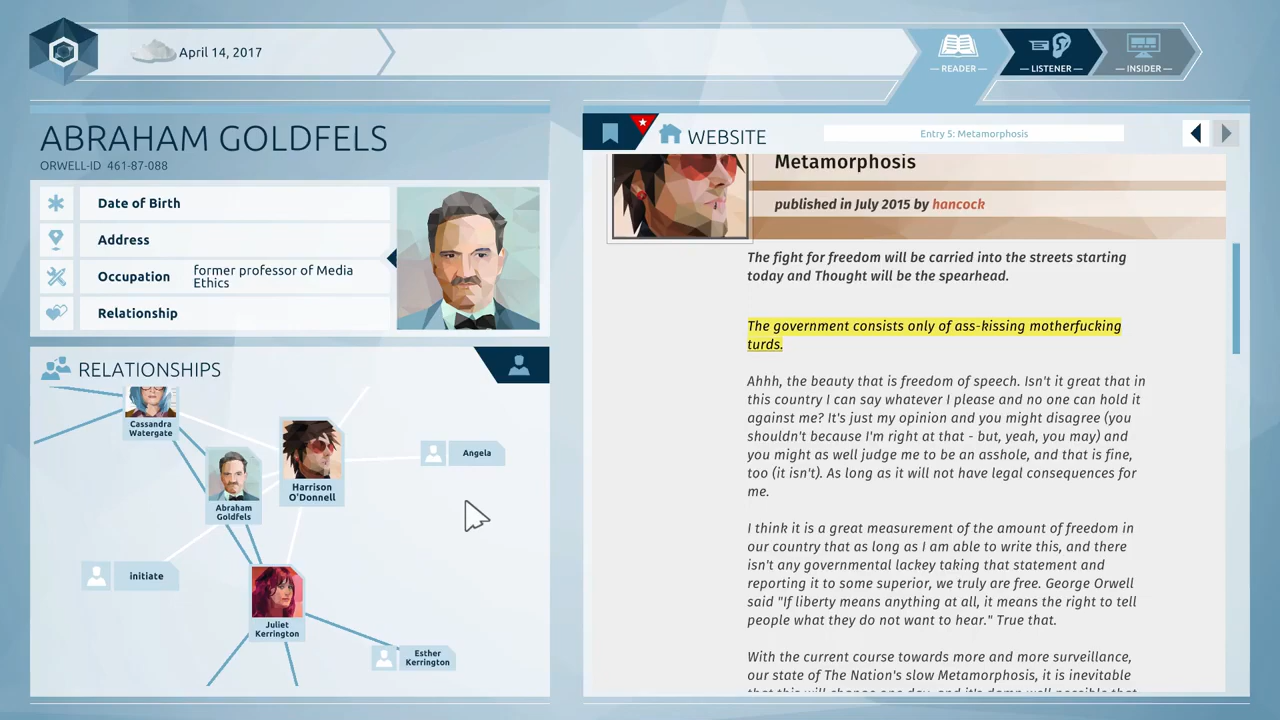 April 14, 2017
— READER —
— LISTENER —
— INSIDER —
ABRAHAM GOLDFELS
ORWELL-ID 461-87-088
Date of Birth
Address
Occupation former professor of Media
Ethics
Relationship
RELATIONSHIPS
Cassandra
Watergate
Abraham
Goldfels
Harrison
O'Donnell
Angela
initiate
Juliet
Kerrington
Esther
Kerrington
WEBSITE
Entry 5: Metamorphosis
Metamorphosis
published in July 2015 by hancock
The fight for freedom will be carried into the streets starting
today and Thought will be the spearhead.
The government consists only of ass-kissing motherfucking
turds.
Ahhh, the beauty that is freedom of speech. Isn't it great that in
this country I can say whatever I please and no one can hold it
against me? It's just my opinion and you might disagree (you
shouldn't because I'm right at that - but, yeah, you may) and
you might as well judge me to be an asshole, and that is fine,
too (it isn't). As long as it will not have legal consequences for
me.
I think it is a great measurement of the amount of freedom in
our country that as long as I am able to write this, and there
isn't any governmental lackey taking that statement and
reporting it to some superior, we truly are free. George Orwell
said "If liberty means anything at all, it means the right to tell
people what they do not want to hear." True that.
With the current course towards more and more surveillance,
our state of The Nation's slow Metamorphosis, it is inevitable
that this will change one day, and it's damn well possible that